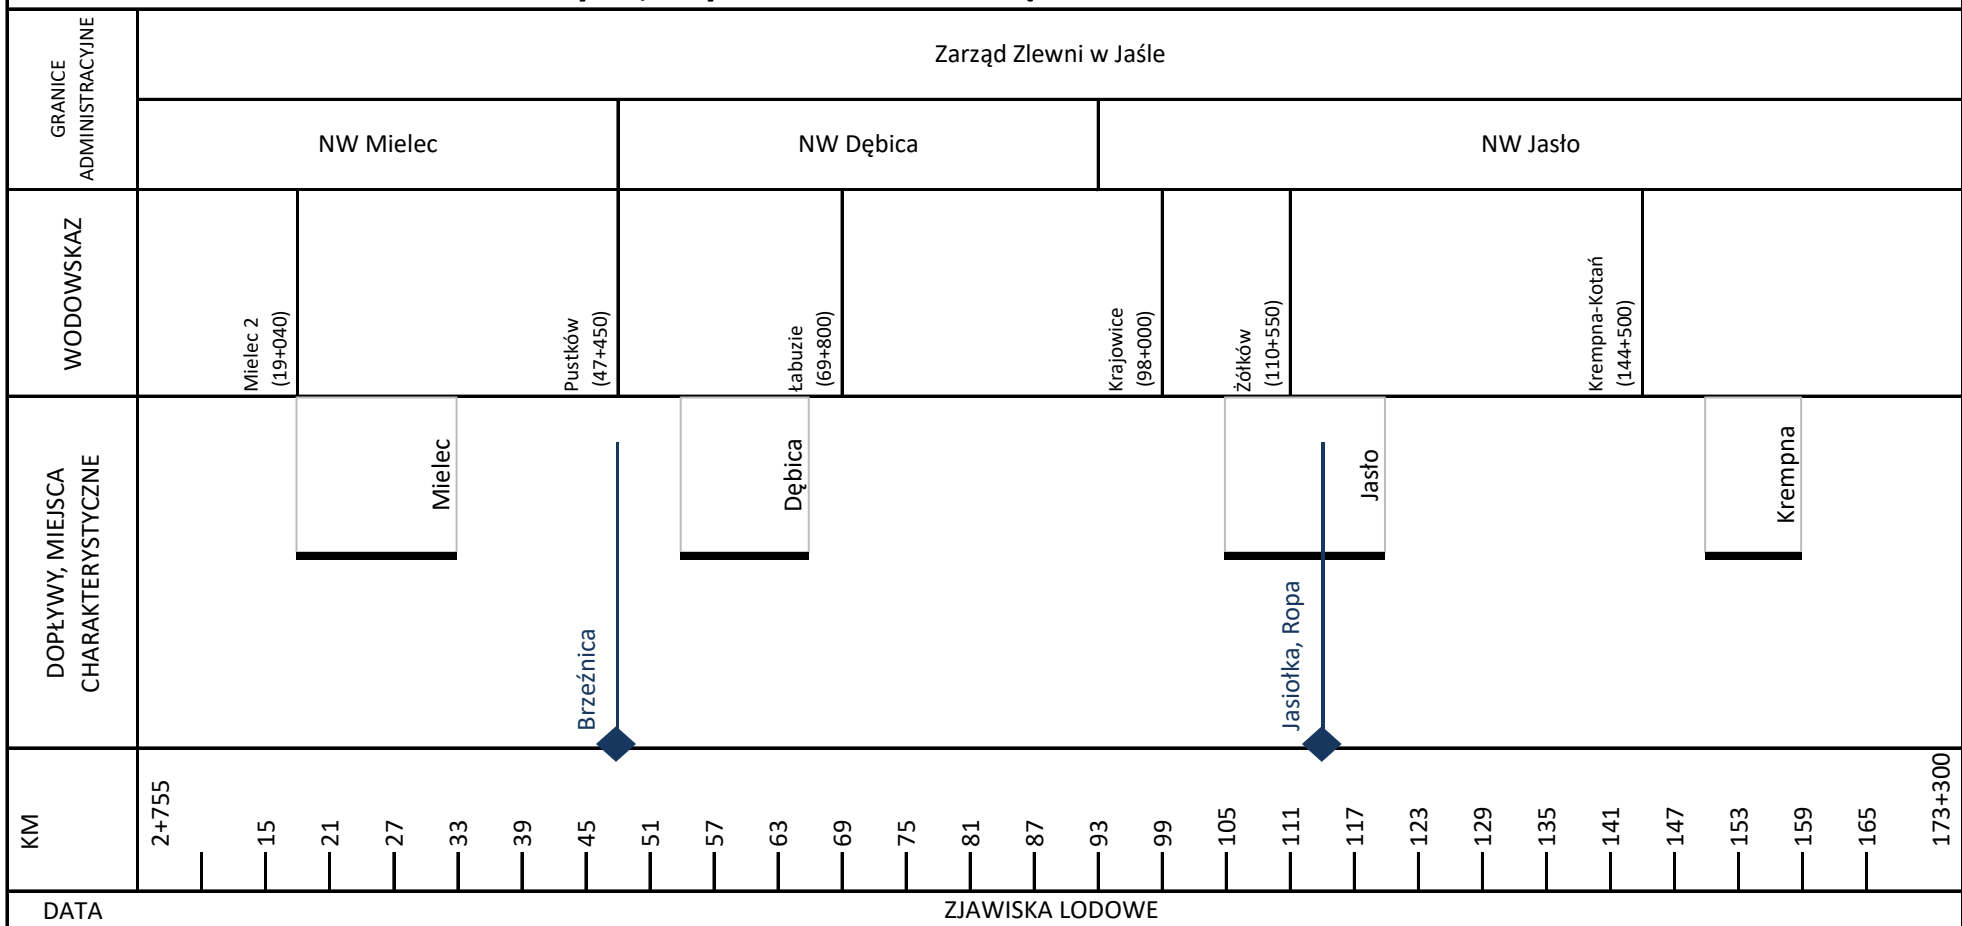 GRANICE
ADMINISTRACYJNE
Zarząd Zlewni w Jaśle
NW Mielec
NW Dębica
NW Jasło
WODOWSKAZ
Mielec 2
(19+040)
Pustków
(47+450)
Łabuzie
(69+800)
Krajowice
(98+000)
Żółków
(110+550)
Krempna-Kotań
(144+500)
DOPŁYWY, MIEJSCA
CHARAKTERYSTYCZNE
Mielec
Dębica
Jasło
Krempna
Brzeźnica
Jasiołka, Ropa
KM
2+755
15
21
27
33
39
45
51
57
63
69
75
81
87
93
99
105
111
117
123
129
135
141
147
153
159
165
173+300
DATA
ZJAWISKA LODOWE